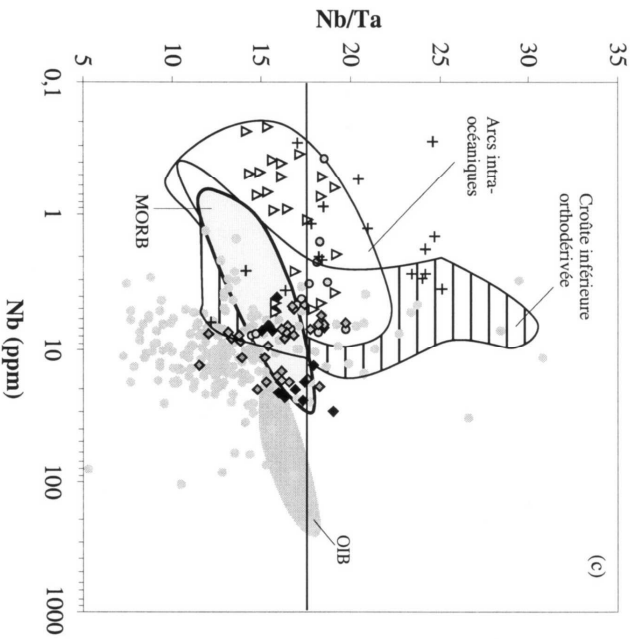 Nb/Ta
5
10
15
20
25
30
35
0,1
1
10
100
1000
Nb (ppm)
Arcs intra-
océaniques
Croûte inférieure
orthodérivée
MORB
OIB
(c)